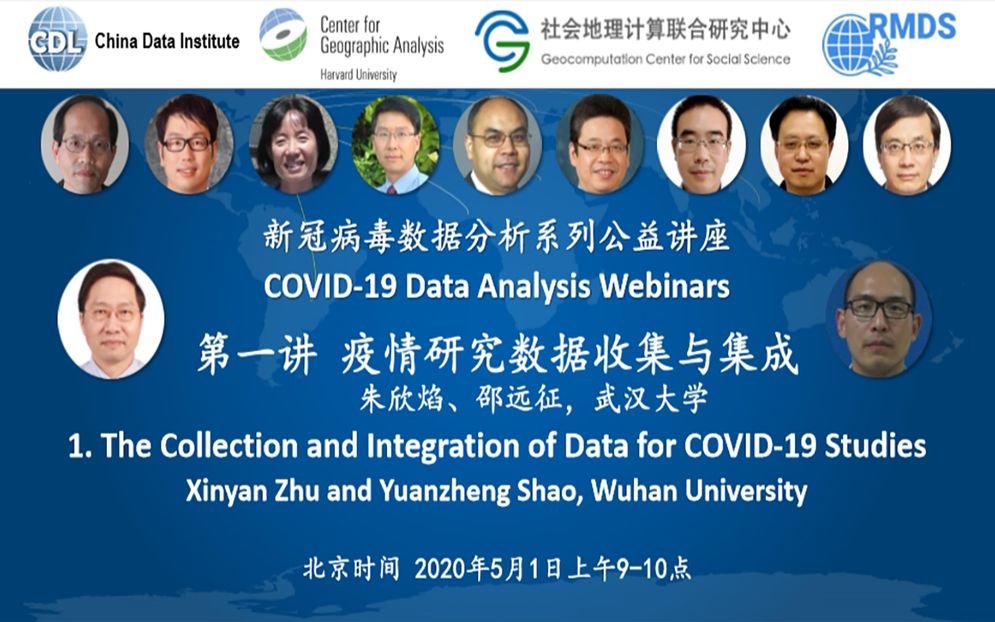 CDL China Data Institute
Center for
Geographic Analysis
Harvard University
社会地理计算联合研究中心
Geocomputation Center for Social Science
RMDS
新冠病毒数据分析系列公益讲座
COVID-19 Data Analysis Webinars
第一讲 疫情研究数据收集与集成
朱欣焰、邵远征，武汉大学
1. The Collection and Integration of Data for COVID-19 Studies
Xinyan Zhu and Yuanzheng Shao, Wuhan University
北京时间 2020年5月1日上午9-10点